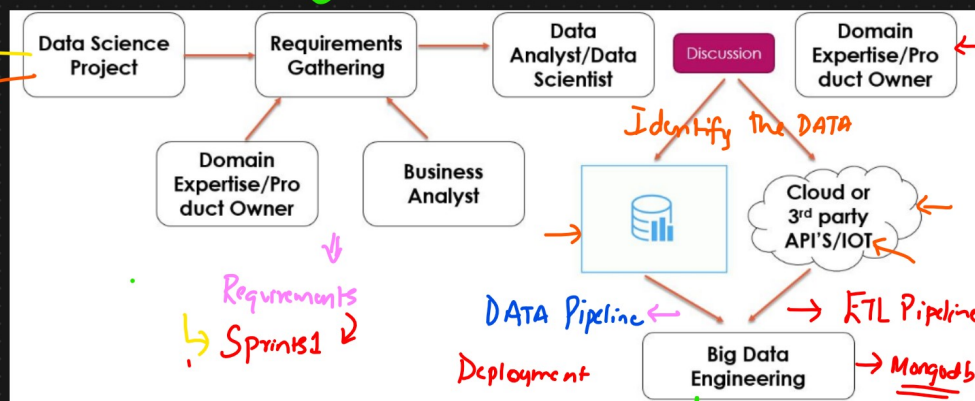 Data Science
Project
Requirements
Gathering
Data
Analyst/Data
Scientist
Discussion
Domain
Expertise/Pro
duct Owner
Identify the DATA
Domain
Expertise/Pro
duct Owner
Business
Analyst
Cloud or
3rd party
API'S/IOT
Requirements
Sprints1
DATA Pipeline
ETL Pipeline
Deployment
Big Data
Engineering
Mongodb